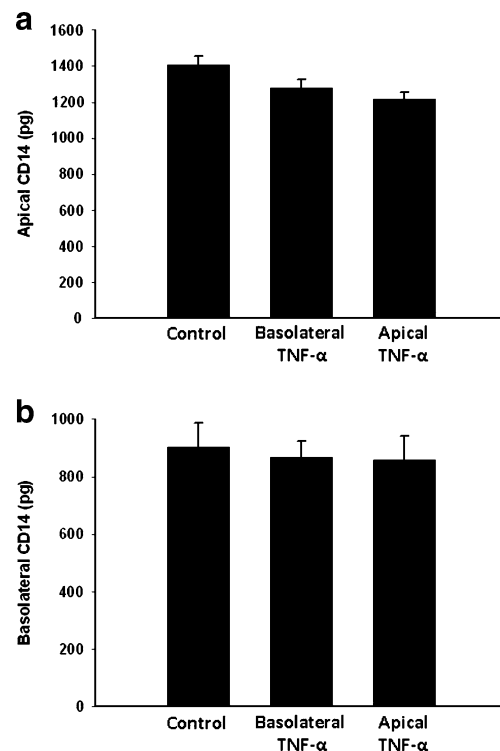 a
Apical CD14 (pg)
1600
1400
1200
1000
800
600
400
200
0
Control
Basolateral
TNF-α
Apical
TNF-α
b
Basolateral CD14 (pg)
1000
800
600
400
200
0
Control
Basolateral
TNF-α
Apical
TNF-α